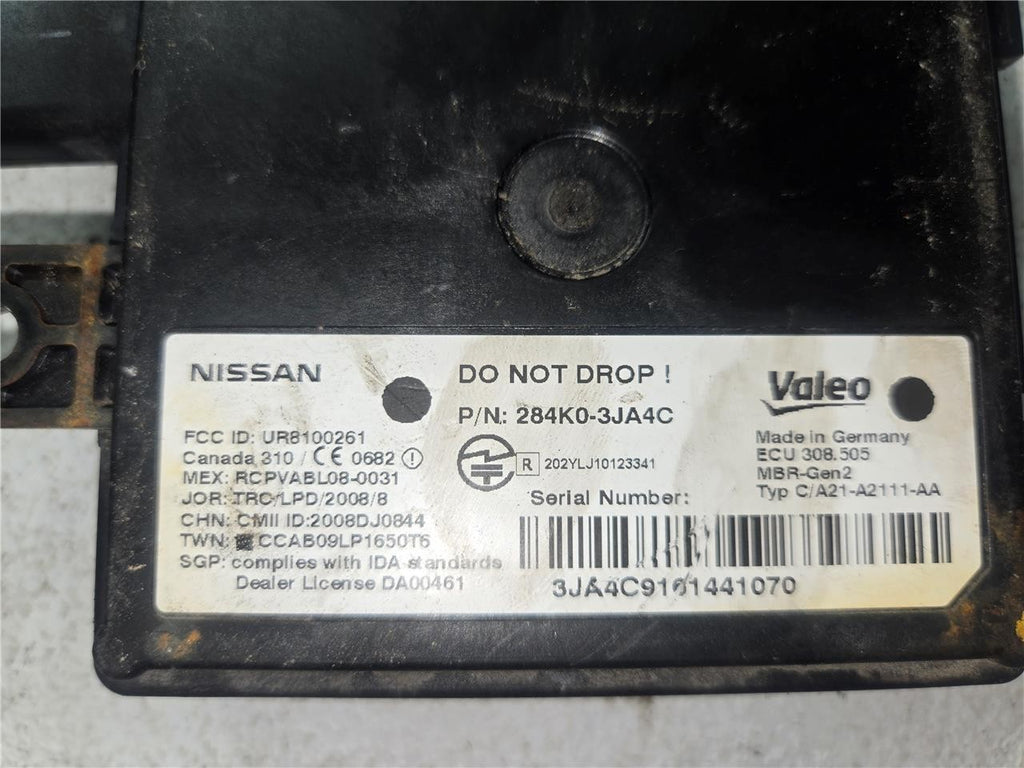 NISSAN
DO NOT DROP !
P/N: 284K0-3JA4C
Valeo
FCC ID: UR8100261
Canada 310 / CE 0682
MEX: RCPVABL08-0031
JOR: TRC/LPD/2008/8
CHN: CMII ID:2008DJ0844
TWN: CCAB09LP1650T6
SGP: complies with IDA standards
Dealer License DA00461
R 202YLJ10123341
Serial Number:
Made in Germany
ECU 308.505
MBR-Gen2
Typ C/A21-A2111-AA
3JA4C9161441070